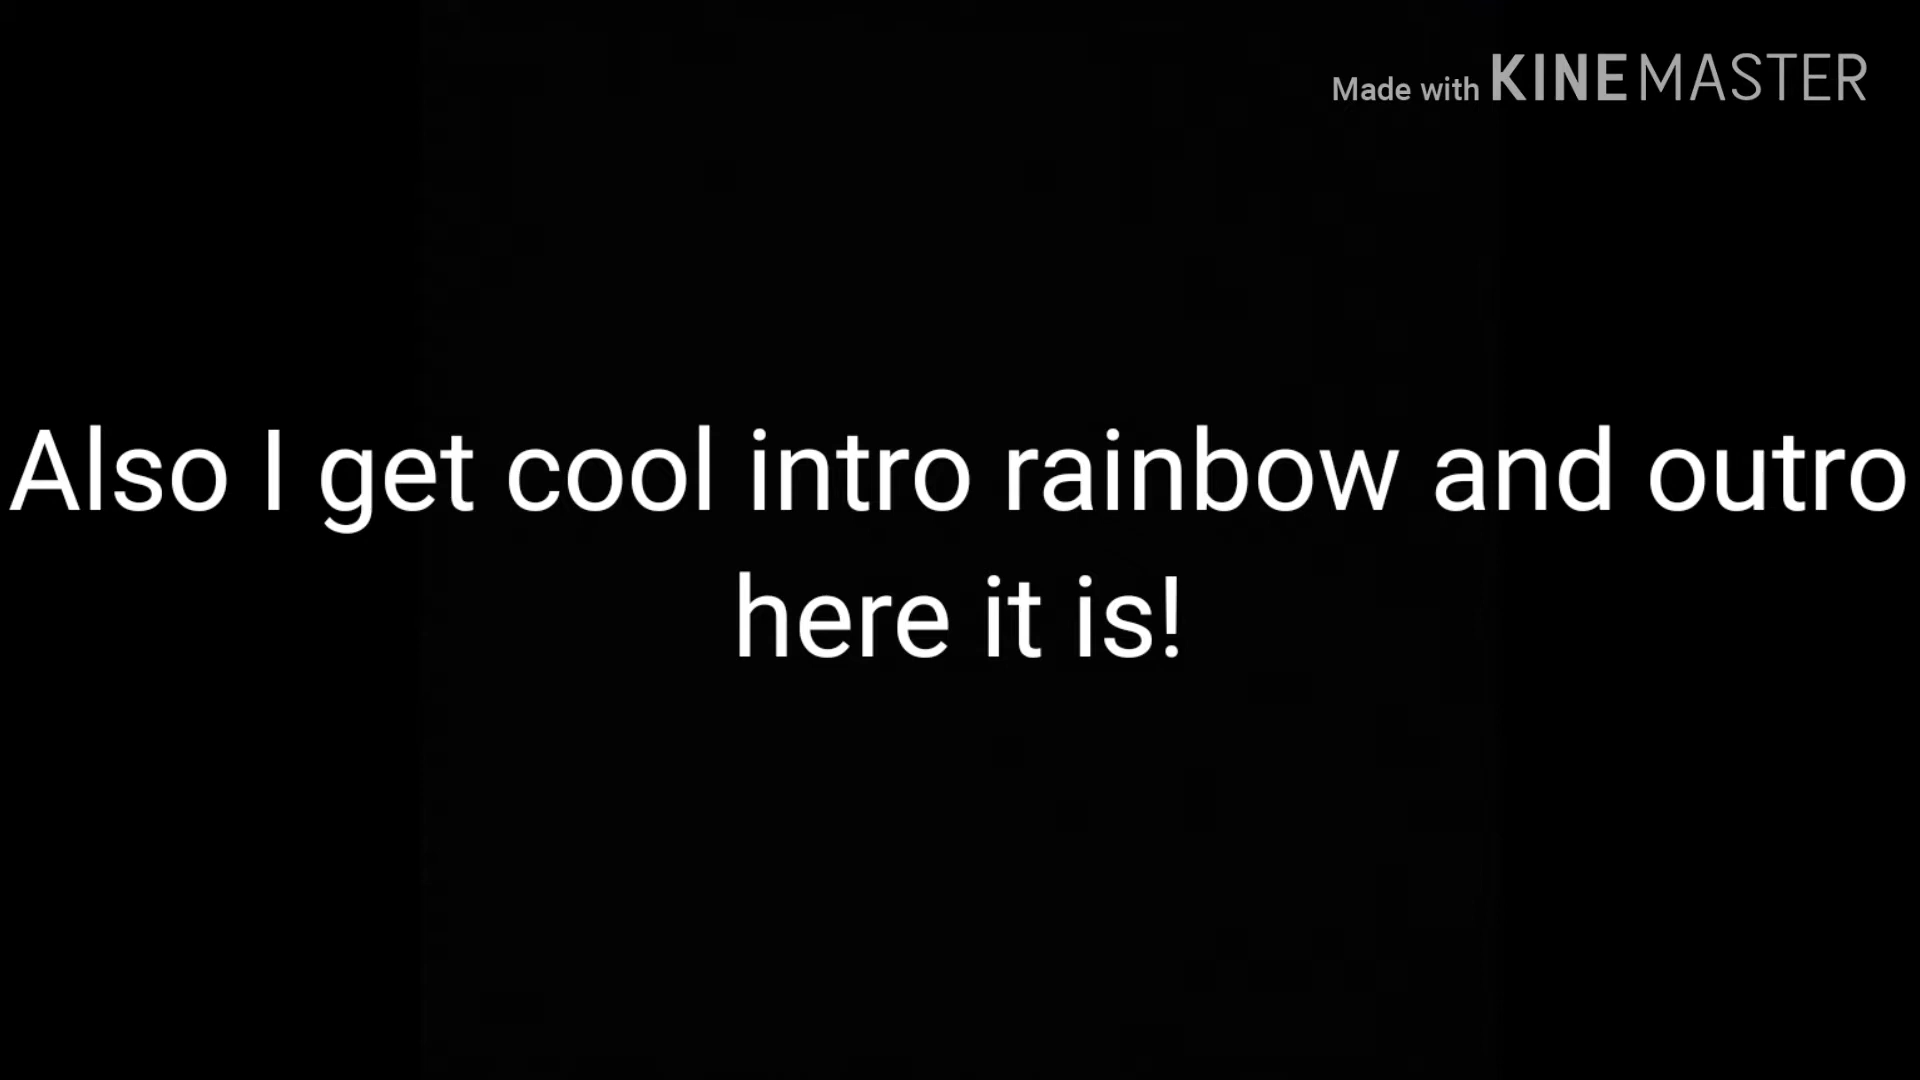 Made with KINEMASTER
Also I get cool intro rainbow and outro
here it is!